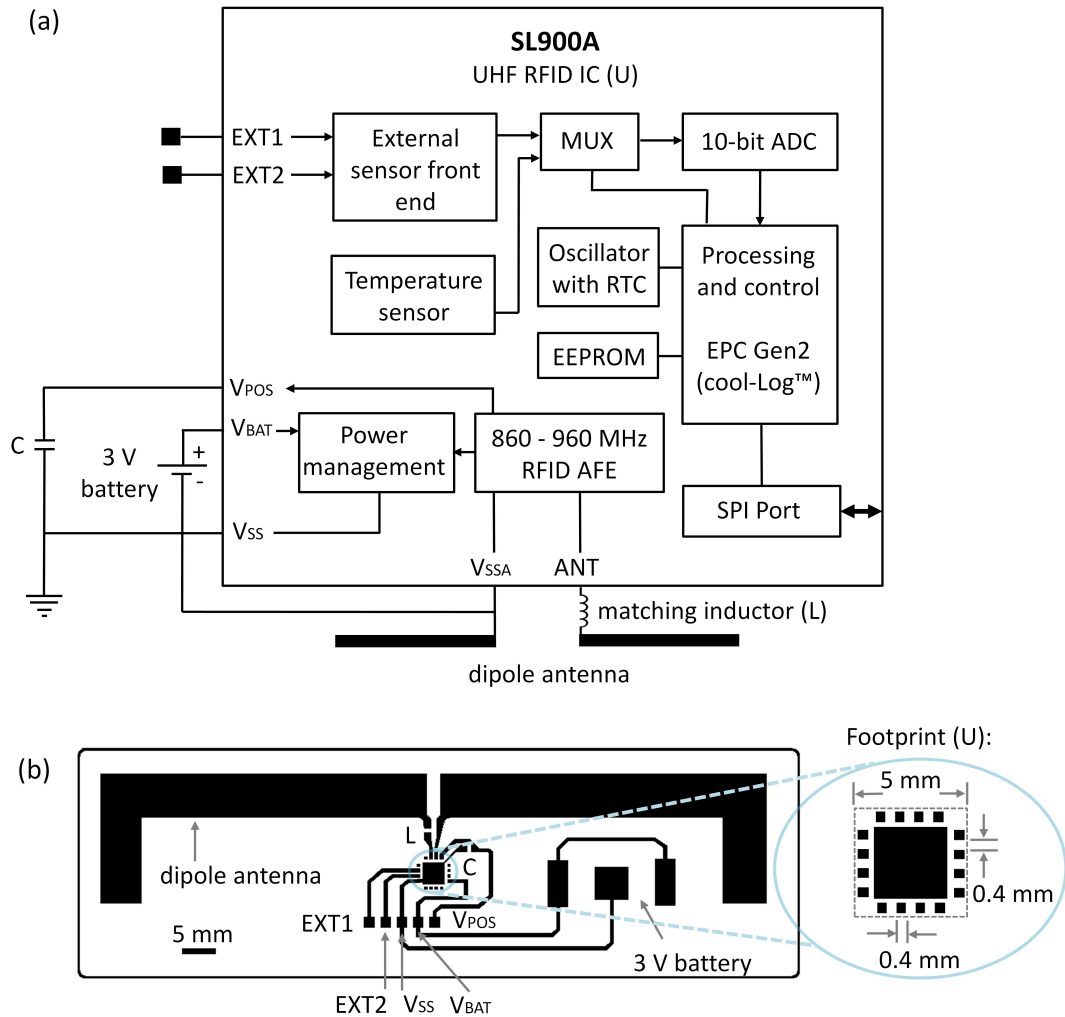 (a)
SL900A
UHF RFID IC (U)
EXT1
EXT2
External
sensor front
end
MUX
10-bit ADC
Temperature
sensor
Oscillator
with RTC
EEPROM
Processing
and control
EPC Gen2
(cool-Log™)
VPOS
VBAT
VSS
C
3 V
battery
+
-
Power
management
860 - 960 MHz
RFID AFE
SPI Port
VSSA
ANT
matching inductor (L)
dipole antenna
(b)
Footprint (U):
5 mm
0.4 mm
0.4 mm
L
C
dipole antenna
EXT1
VPOS
5 mm
3 V battery
EXT2
VSS
VBAT